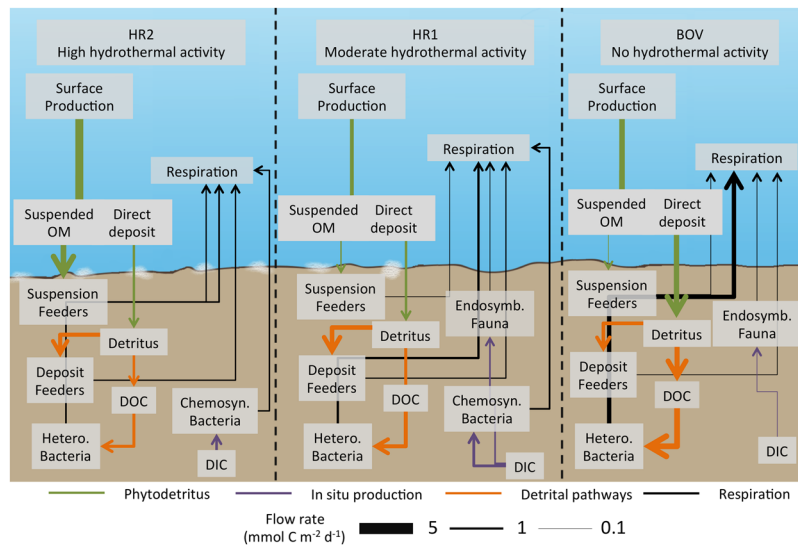 HR2
High hydrothermal activity
Surface
Production
Respiration
Suspended
OM
Direct
deposit
Suspension
Feeders
Detritus
Deposit
Feeders
DOC
Chemosyn.
Bacteria
Hetero.
Bacteria
DIC
HR1
Moderate hydrothermal activity
Surface
Production
Respiration
Suspended
OM
Direct
deposit
Suspension
Feeders
Endosymb.
Fauna
Detritus
Deposit
Feeders
DOC
Chemosyn.
Bacteria
Hetero.
Bacteria
DIC
BOV
No hydrothermal activity
Surface
Production
Respiration
Suspended
OM
Direct
deposit
Suspension
Feeders
Endosymb.
Fauna
Detritus
Deposit
Feeders
DOC
Hetero.
Bacteria
DIC
Phytodetritus In situ production Detrital pathways Respiration
Flow rate
(mmol C m⁻² d⁻¹) 5 1 0.1